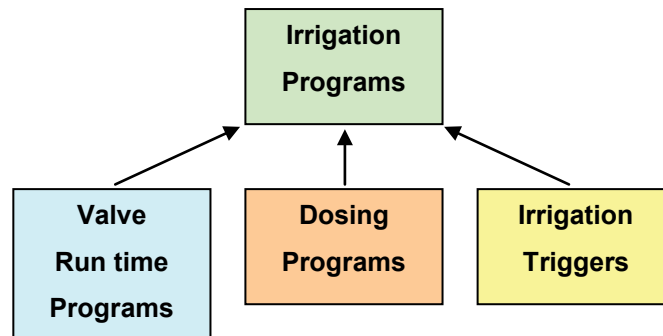 Irrigation
Programs
Valve
Run time
Programs
Dosing
Programs
Irrigation
Triggers